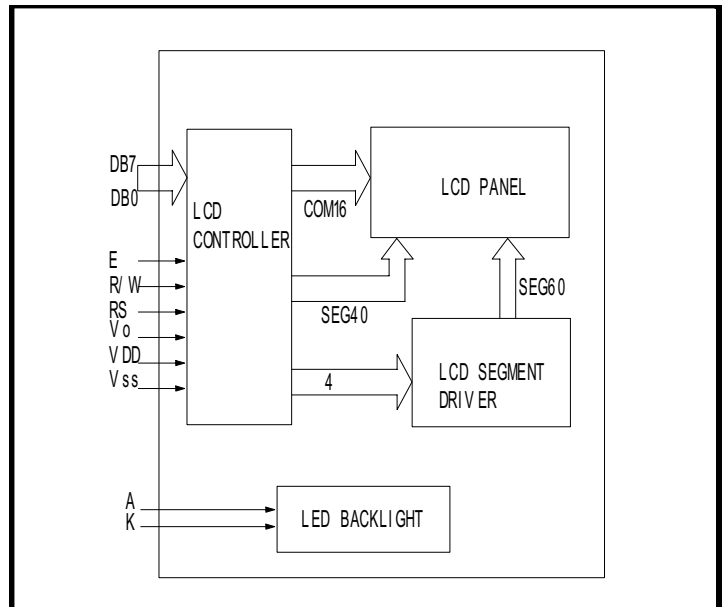 DB7
DB0
LCD
CONTROLLER
COM16
LCD PANEL
E
R/W
RS
Vo
VDD
Vss
SEG40
SEG60
4
LCD SEGMENT
DRIVER
A
K
LED BACKLIGHT